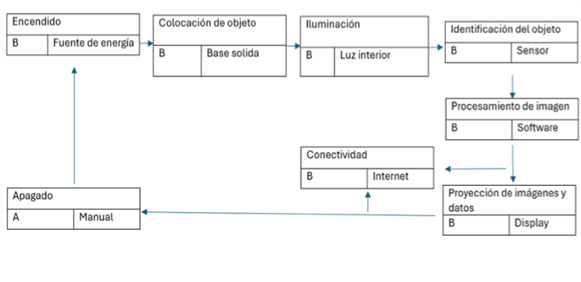 Encendido
B Fuente de energía
Colocación de objeto
B Base solida
Iluminación
B Luz interior
Identificación del objeto
B Sensor
Procesamiento de imagen
B Software
Conectividad
B Internet
Proyección de imágenes y
datos
B Display
Apagado
A Manual